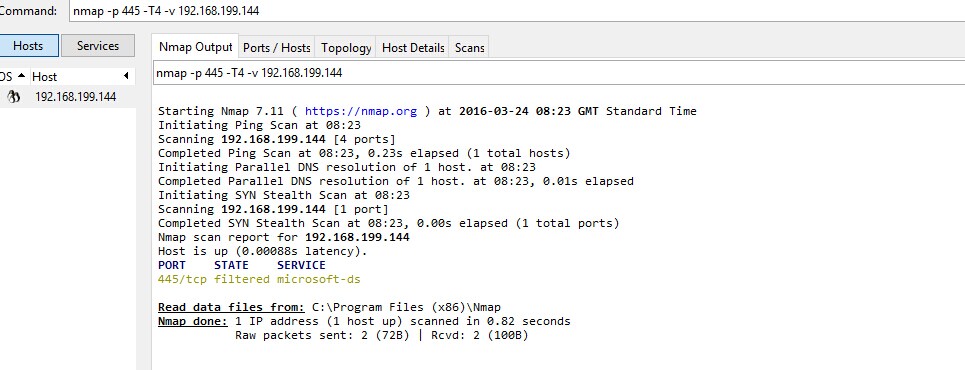 Command: nmap -p 445 -T4 -v 192.168.199.144
Hosts Services
Nmap Output Ports / Hosts Topology Host Details Scans
OS Host
nmap -p 445 -T4 -v 192.168.199.144
192.168.199.144
Starting Nmap 7.11 ( https://nmap.org ) at 2016-03-24 08:23 GMT Standard Time
Initiating Ping Scan at 08:23
Scanning 192.168.199.144 [4 ports]
Completed Ping Scan at 08:23, 0.23s elapsed (1 total hosts)
Initiating Parallel DNS resolution of 1 host. at 08:23
Completed Parallel DNS resolution of 1 host. at 08:23, 0.01s elapsed
Initiating SYN Stealth Scan at 08:23
Scanning 192.168.199.144 [1 port]
Completed SYN Stealth Scan at 08:23, 0.00s elapsed (1 total ports)
Nmap scan report for 192.168.199.144
Host is up (0.00088s latency).
PORT STATE SERVICE
445/tcp filtered microsoft-ds
Read data files from: C:\Program Files (x86)\Nmap
Nmap done: 1 IP address (1 host up) scanned in 0.82 seconds
Raw packets sent: 2 (72B) | Rcvd: 2 (100B)